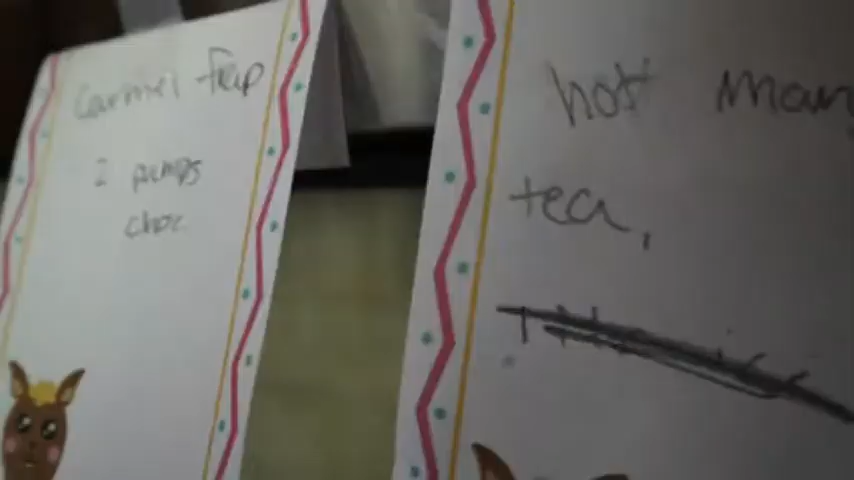 Carmel frap
2 pumps
choc
hot man
tea,